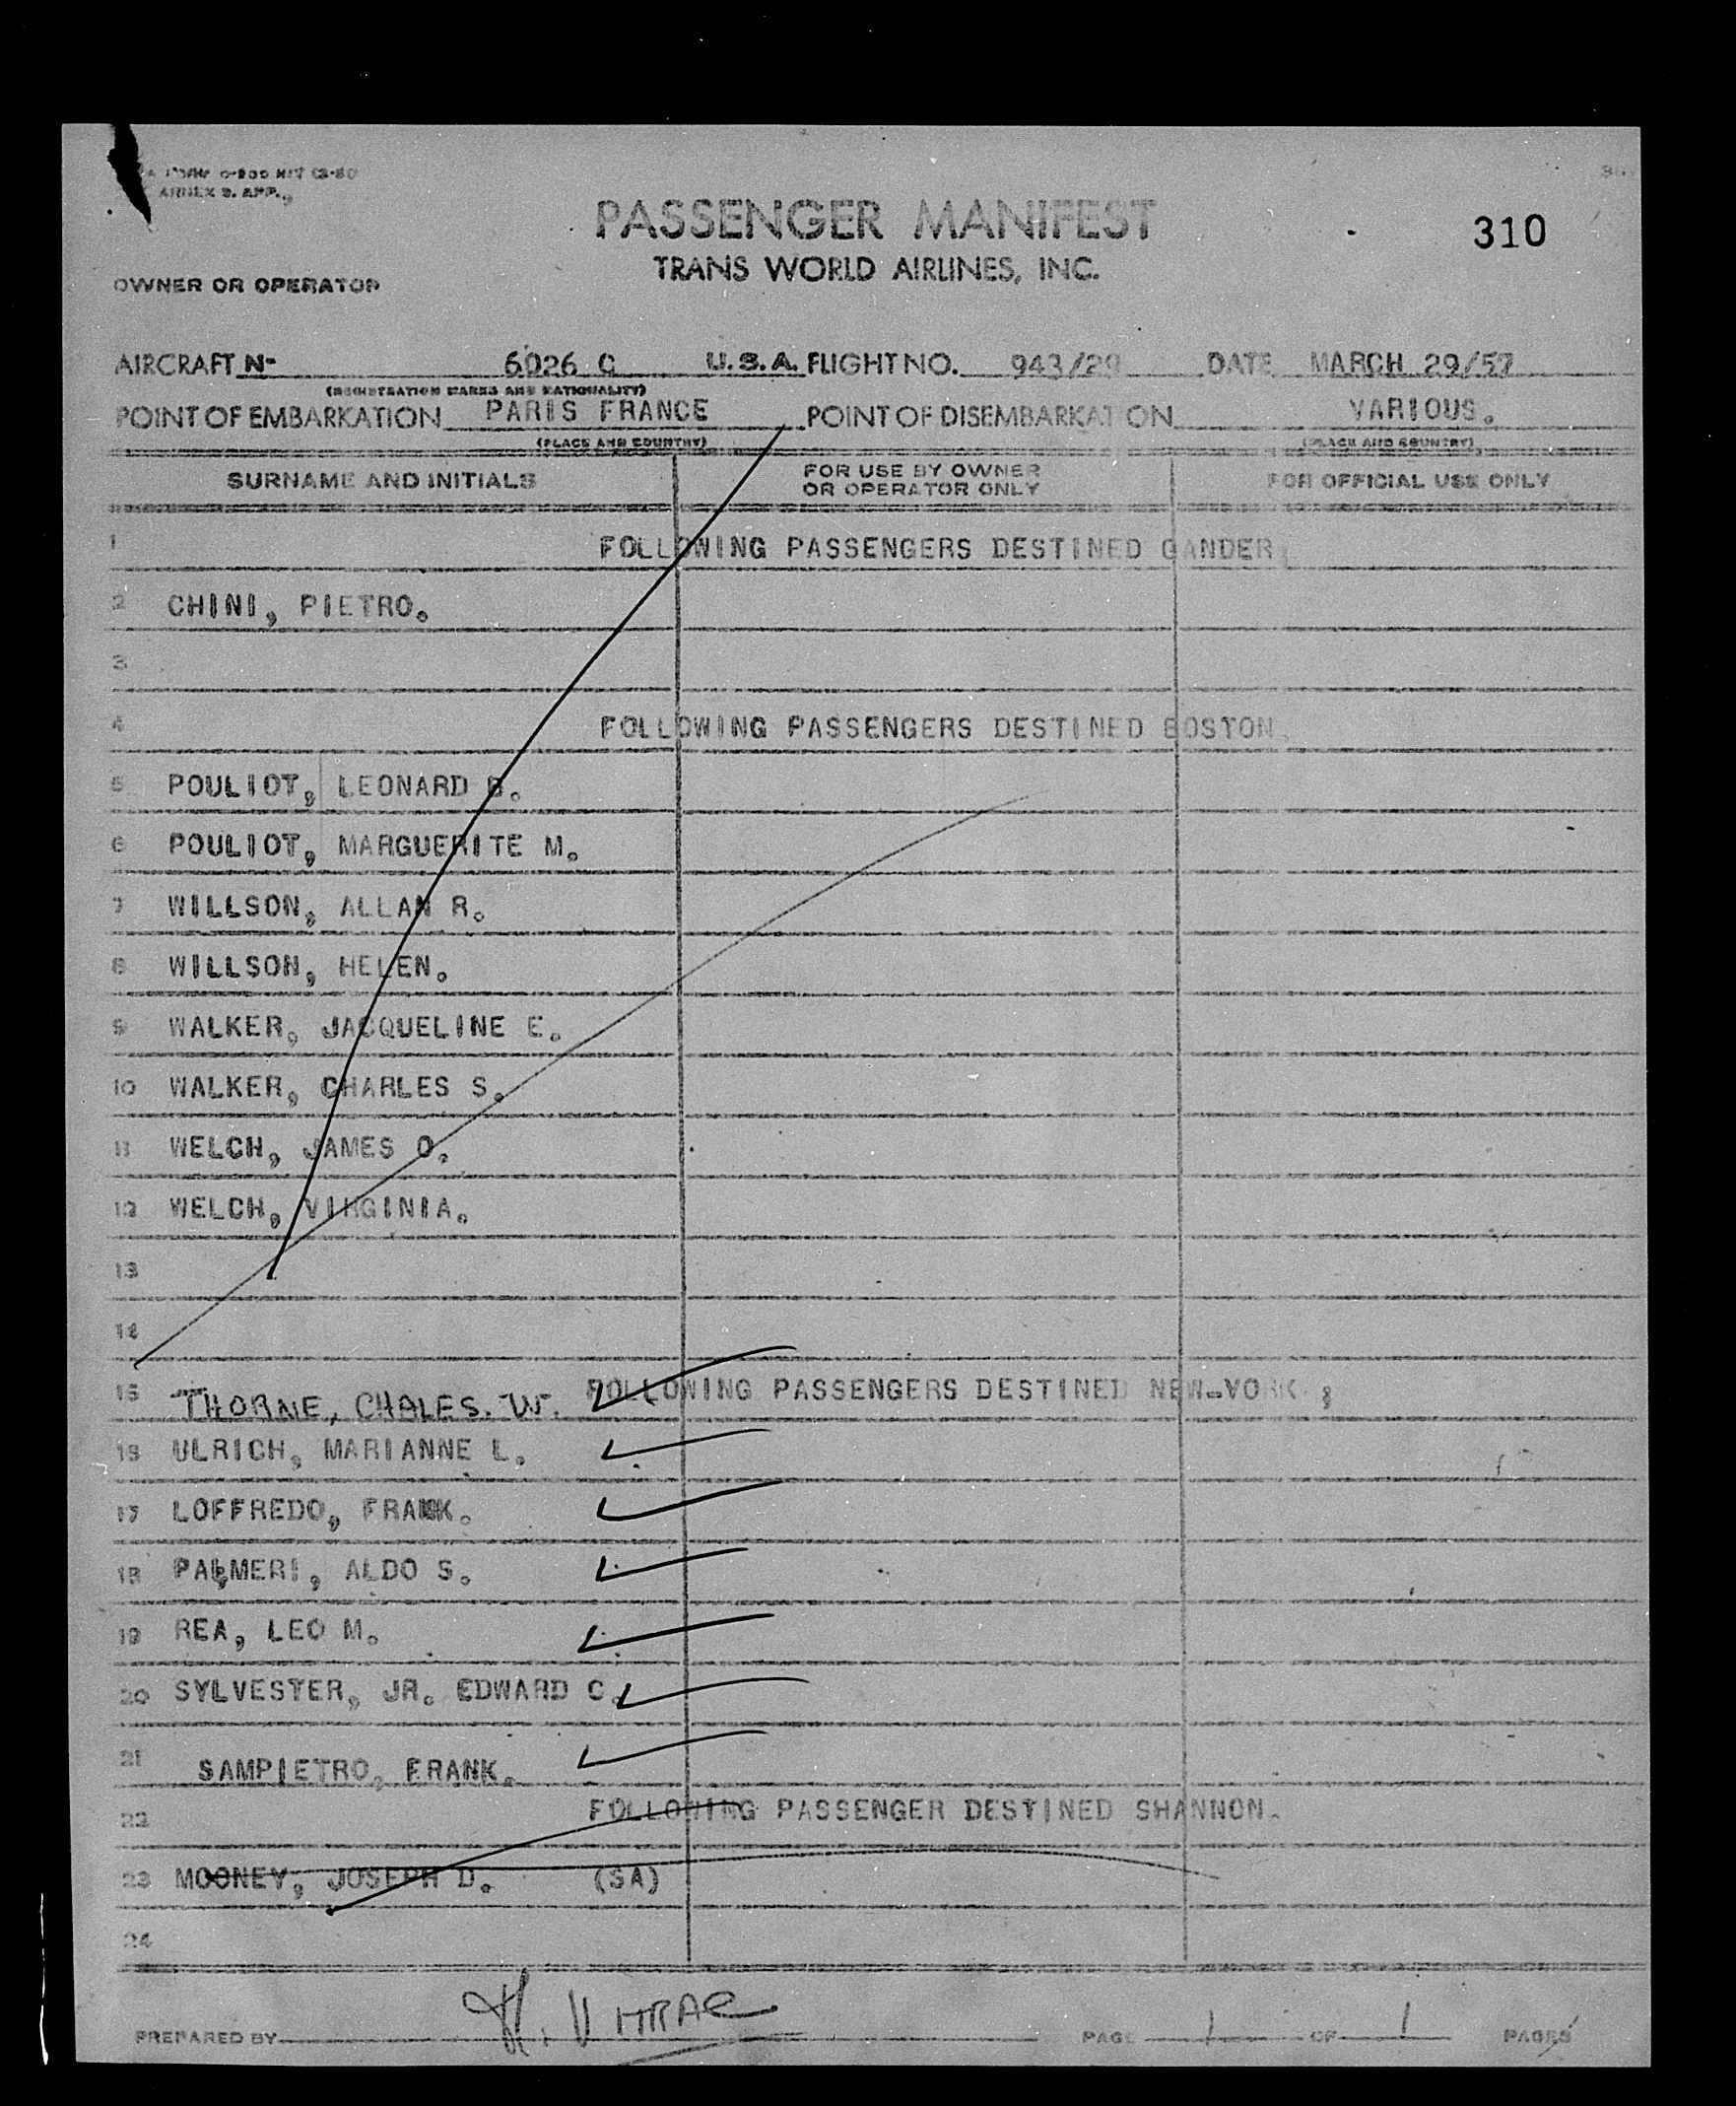 ANNEX 9. APP.,
PASSENGER MANIFEST
310
TRANS WORLD AIRLINES, INC.
OWNER OR OPERATOR
AIRCRAFT N- 6026 C U.S.A. FLIGHT NO. 943/29 DATE MARCH 29/57
(REGISTRATION MARKS AND NATIONALITY)
POINT OF EMBARKATION PARIS FRANCE POINT OF DISEMBARKATION VARIOUS.
(PLACE AND COUNTRY) (PLACE AND COUNTRY)
SURNAME AND INITIALS FOR USE BY OWNER OR OPERATOR ONLY FOR OFFICIAL USE ONLY
1 FOLLOWING PASSENGERS DESTINED GANDER.
2 CHINI, PIETRO.
3
4 FOLLOWING PASSENGERS DESTINED BOSTON.
5 POULIOT, LEONARD B.
6 POULIOT, MARGUERITE M.
7 WILLSON, ALLAN R.
8 WILLSON, HELEN.
9 WALKER, JACQUELINE E.
10 WALKER, CHARLES S.
11 WELCH, JAMES O.
12 WELCH, VIRGINIA.
13
14
15 THORNE, CHALES. W. FOLLOWING PASSENGERS DESTINED NEW-YORK,
16 ULRICH, MARIANNE L.
17 LOFFREDO, FRANK.
18 PALMERI, ALDO S.
19 REA, LEO M.
20 SYLVESTER, JR. EDWARD C.
21 SAMPIETRO, FRANK.
22 FOLLOWING PASSENGER DESTINED SHANNON.
23 MOONEY, JOSEPH D. (SA)
24
PREPARED BY PAGE 1 OF 1 PAGES